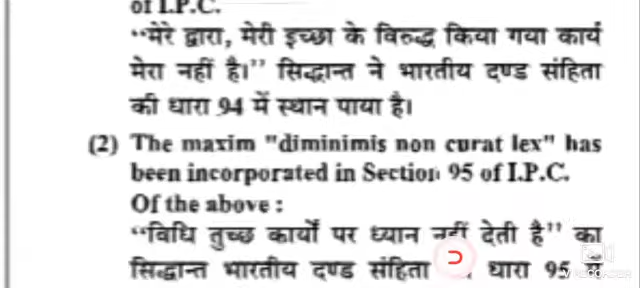 of I.P.C.
“मेरे द्वारा, मेरी इच्छा के विरुद्ध किया गया कार्य
मेरा नहीं है।” सिद्धान्त ने भारतीय दण्ड संहिता
की धारा 94 में स्थान पाया है।
(2) The maxim "diminimis non curat lex" has
been incorporated in Section 95 of I.P.C.
Of the above :
“विधि तुच्छ कार्यों पर ध्यान नहीं देती है” का
सिद्धान्त भारतीय दण्ड संहिता धारा 95 में